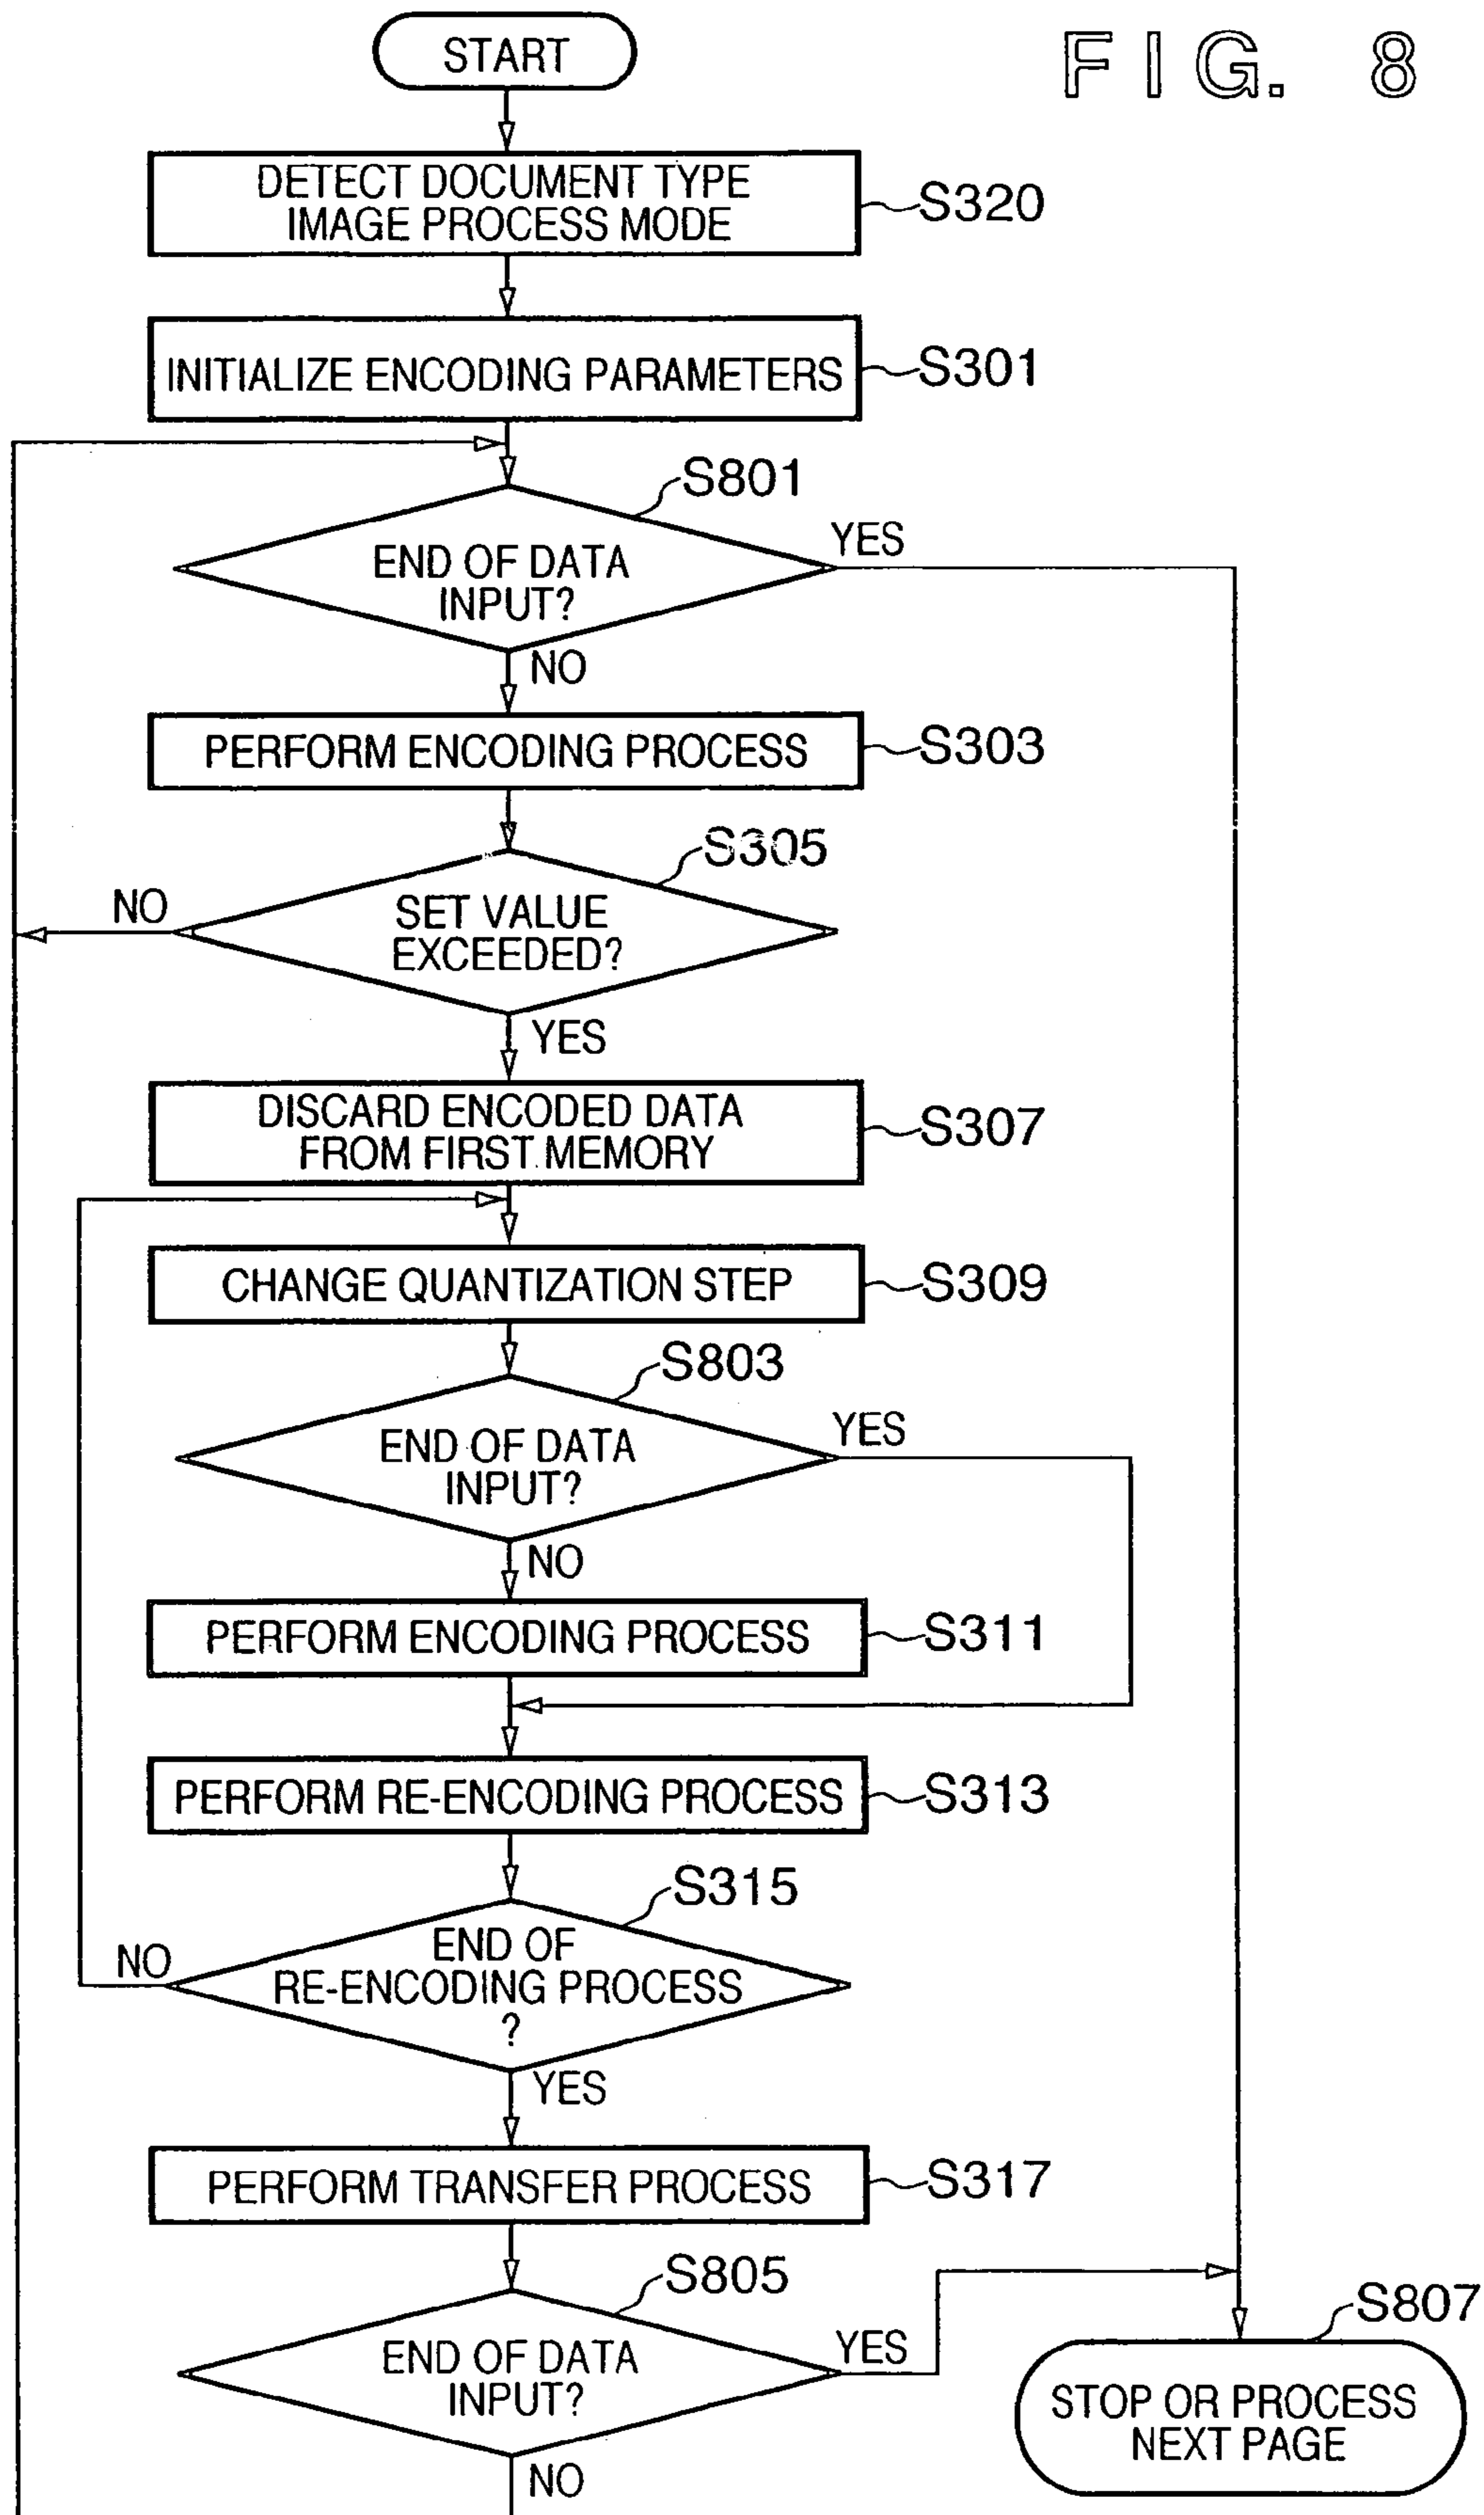 START
FIG. 8
DETECT DOCUMENT TYPE
IMAGE PROCESS MODE
S320
INITIALIZE ENCODING PARAMETERS
S301
S801
END OF DATA
INPUT?
YES
NO
PERFORM ENCODING PROCESS
S303
S305
SET VALUE
EXCEEDED?
NO
YES
DISCARD ENCODED DATA
FROM FIRST MEMORY
S307
CHANGE QUANTIZATION STEP
S309
S803
END OF DATA
INPUT?
YES
NO
PERFORM ENCODING PROCESS
S311
PERFORM RE-ENCODING PROCESS
S313
S315
END OF
RE-ENCODING PROCESS
?
NO
YES
PERFORM TRANSFER PROCESS
S317
S805
END OF DATA
INPUT?
YES
NO
S807
STOP OR PROCESS
NEXT PAGE